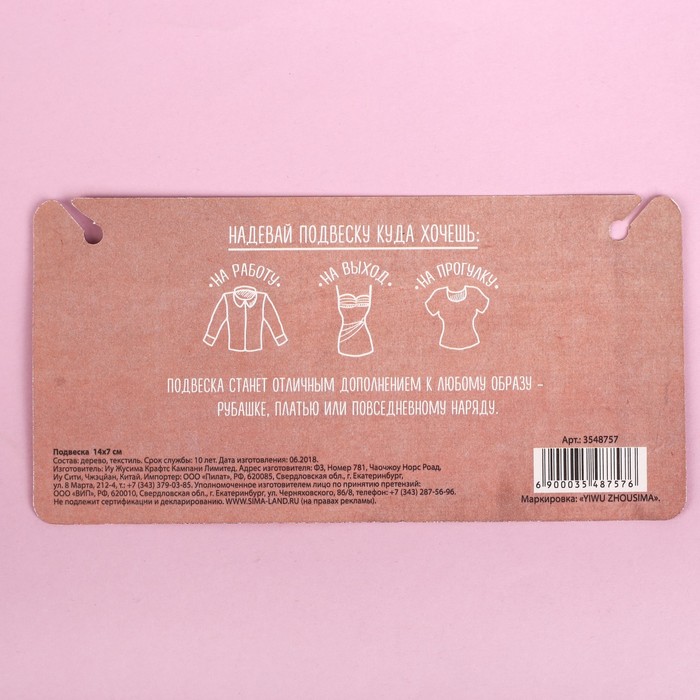 НАДЕВАЙ ПОДВЕСКУ КУДА ХОЧЕШЬ:
•НА РАБОТУ•
•НА ВЫХОД•
•НА ПРОГУЛКУ•
ПОДВЕСКА СТАНЕТ ОТЛИЧНЫМ ДОПОЛНЕНИЕМ К ЛЮБОМУ ОБРАЗУ –
РУБАШКЕ, ПЛАТЬЮ ИЛИ ПОВСЕДНЕВНОМУ НАРЯДУ.
Подвеска 14х7 см
Состав: дерево, текстиль. Срок службы: 10 лет. Дата изготовления: 06.2018.
Изготовитель: Иу Жусима Крафтс Кампани Лимитед. Адрес изготовителя: Ф3, Номер 781, Чаочжоу Норс Роад,
Иу Сити, Чжэцзян, Китай. Импортер: ООО «Пилат», РФ, 620085, Свердловская обл., г. Екатеринбург,
ул. 8 Марта, 212-4, т.: +7 (343) 379-03-85. Уполномоченное изготовителем лицо по принятию претензий:
ООО «ВИП», РФ, 620010, Свердловская обл., г. Екатеринбург, ул. Черняховского, 86/8, телефон: +7 (343) 287-56-96.
Не подлежит сертификации и декларированию. WWW.SIMA-LAND.RU (на правах рекламы).
Арт.: 3548757
6 900035 487576
Маркировка: «YIWU ZHOUSIMA».